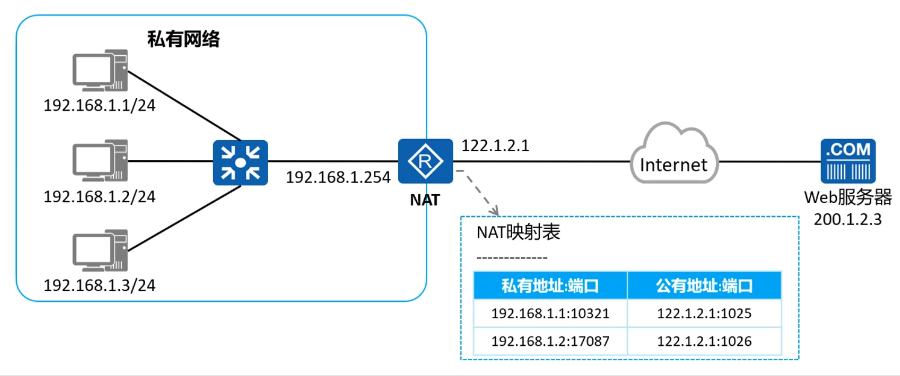 私有网络
192.168.1.1/24
192.168.1.2/24
192.168.1.3/24
192.168.1.254
R
NAT
122.1.2.1
Internet
.COM
Web服务器
200.1.2.3
NAT映射表
-------------
私有地址:端口 公有地址:端口
192.168.1.1:10321 122.1.2.1:1025
192.168.1.2:17087 122.1.2.1:1026